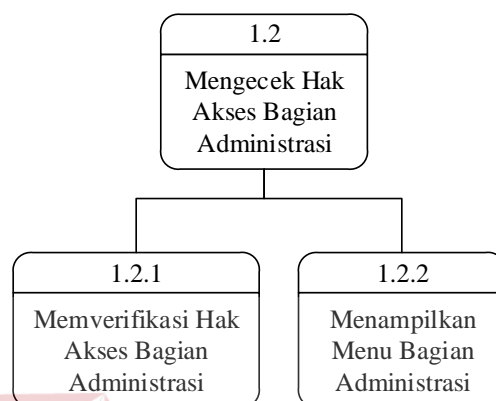 1.2
Mengecek Hak
Akses Bagian
Administrasi
1.2.1
Memverifikasi Hak
Akses Bagian
Administrasi
1.2.2
Menampilkan
Menu Bagian
Administrasi